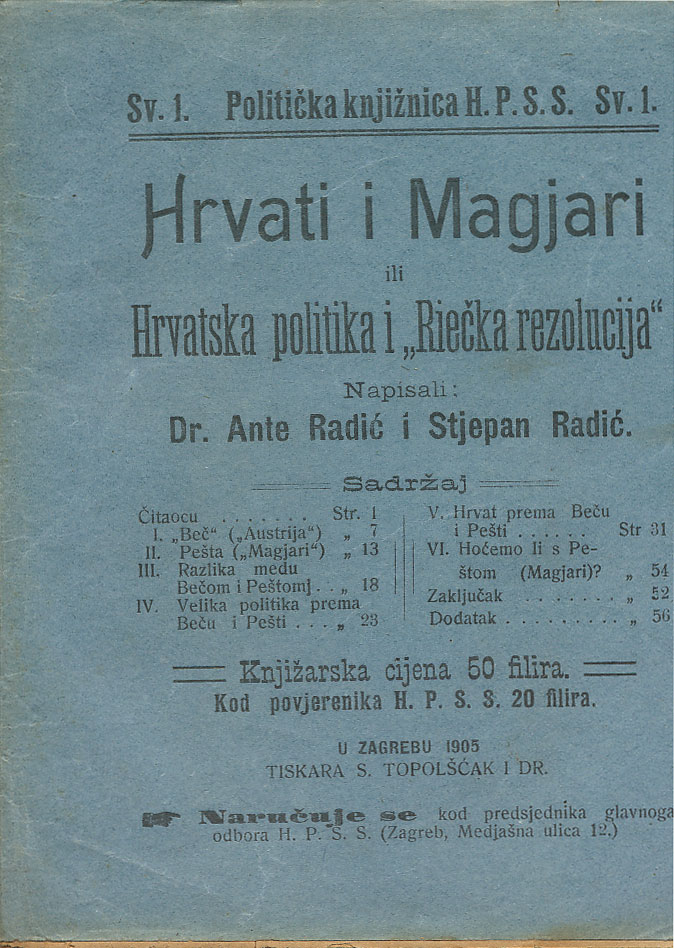 Sv. 1. Politička knjižnica H. P. S. S. Sv. 1.
Hrvati i Magjari
ili
Hrvatska politika i „Riečka rezolucija“
Napisali:
Dr. Ante Radić i Stjepan Radić.
Sadržaj
Čitaocu . . . . . . . Str. 1
I. „Beč“ („Austrija“) „ 7
II. Pešta („Magjari“) „ 13
III. Razlika među
Bečom i Peštomj . . „ 18
IV. Velika politika prema
Beču i Pešti . . . „ 23
V. Hrvat prema Beču
i Pešti . . . . . . Str 31
VI. Hoćemo li s Pe-
štom (Magjari)? „ 54
Zaključak . . . . . . . „ 52
Dodatak . . . . . . . . . „ 56
Knjižarska cijena 50 filira.
Kod povjerenika H. P. S. S. 20 filira.
U ZAGREBU 1905
TISKARA S. TOPOLŠĆAK I DR.
Naručuje se kod predsjednika glavnoga
odbora H. P. S. S. (Zagreb, Medjašna ulica 12.)